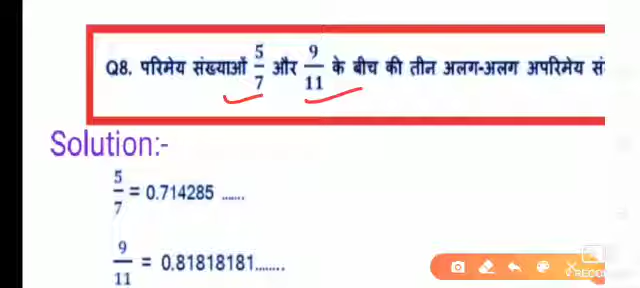 Q8. परिमेय संख्याओं 5/7 और 9/11 के बीच की तीन अलग-अलग अपरिमेय सं
Solution:-
5/7 = 0.714285 ......
9/11 = 0.81818181........
RECO